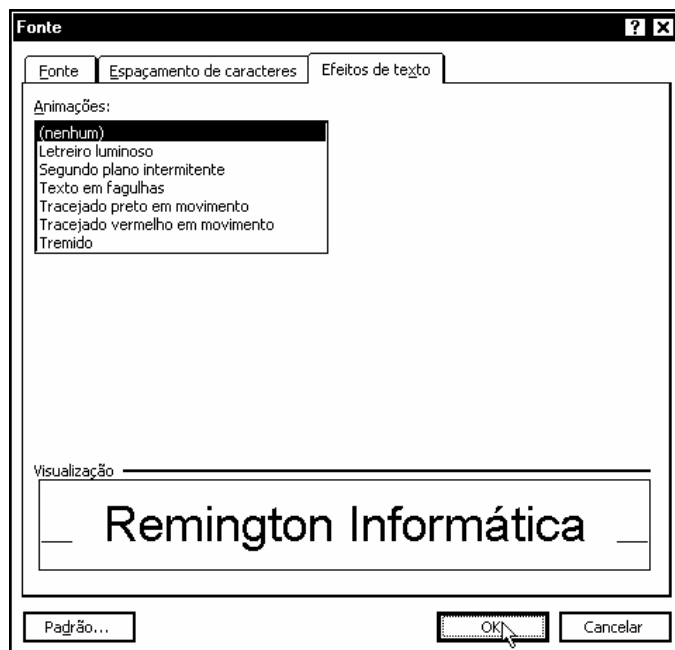 Fonte
Fonte Espaçamento de caracteres Efeitos de texto
Animações:
(nenhum)
Letreiro luminoso
Segundo plano intermitente
Texto em fagulhas
Tracejado preto em movimento
Tracejado vermelho em movimento
Tremido
Visualização
Remington Informática
Padrão... OK Cancelar